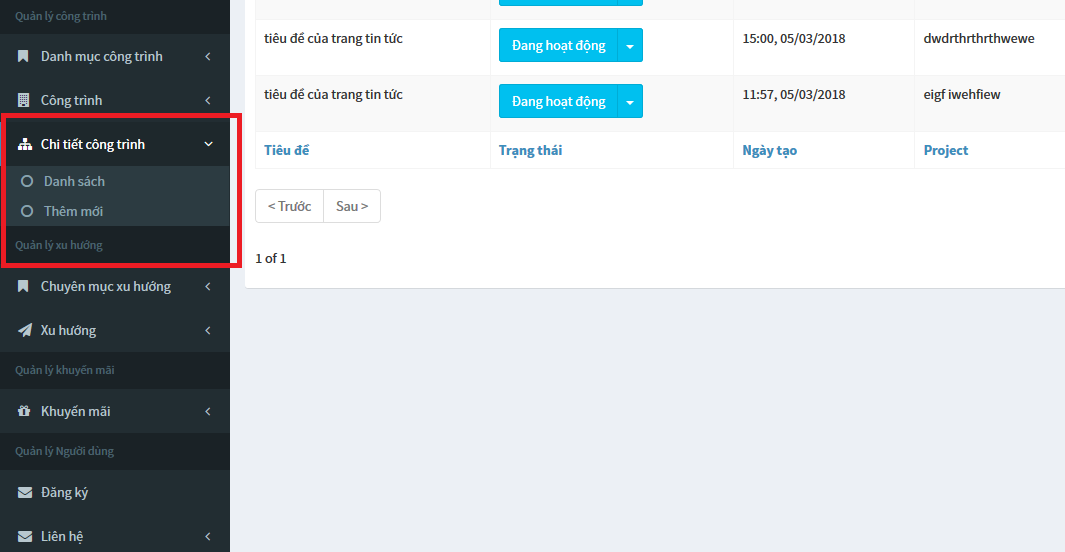 Quản lý công trình
Danh mục công trình
Công trình
Chi tiết công trình
Danh sách
Thêm mới
Quản lý xu hướng
Chuyên mục xu hướng
Xu hướng
Quản lý khuyến mãi
Khuyến mãi
Quản lý Người dùng
Đăng ký
Liên hệ
tiêu đề của trang tin tức Đang hoạt động 15:00, 05/03/2018 dwdrthrthrthwewe
tiêu đề của trang tin tức Đang hoạt động 11:57, 05/03/2018 eigf iwehfiew
Tiêu đề Trạng thái Ngày tạo Project
< Trước Sau >
1 of 1